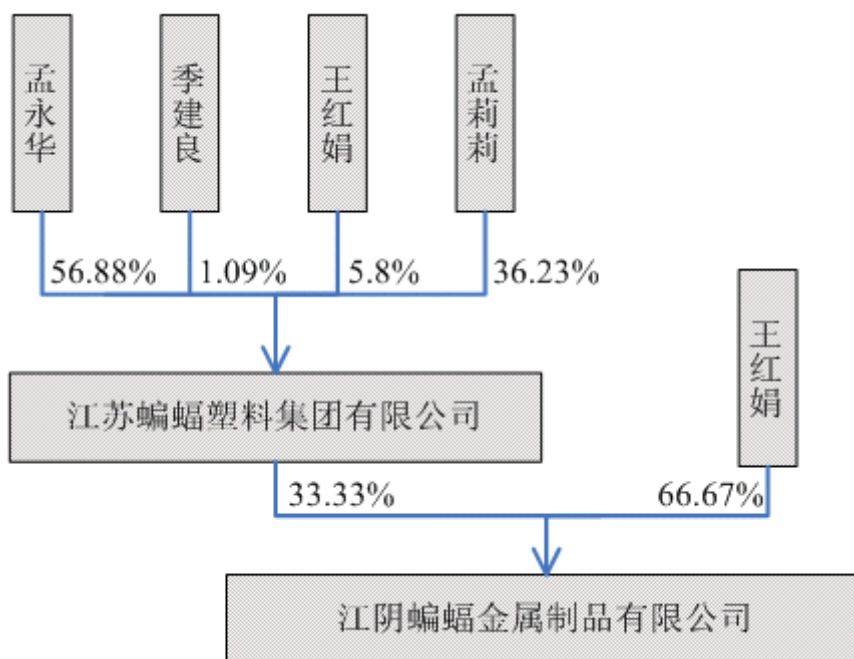 孟永华
季建良
王红娟
孟莉莉
56.88%
1.09%
5.8%
36.23%
王红娟
江苏蝙蝠塑料集团有限公司
33.33%
66.67%
江阴蝙蝠金属制品有限公司